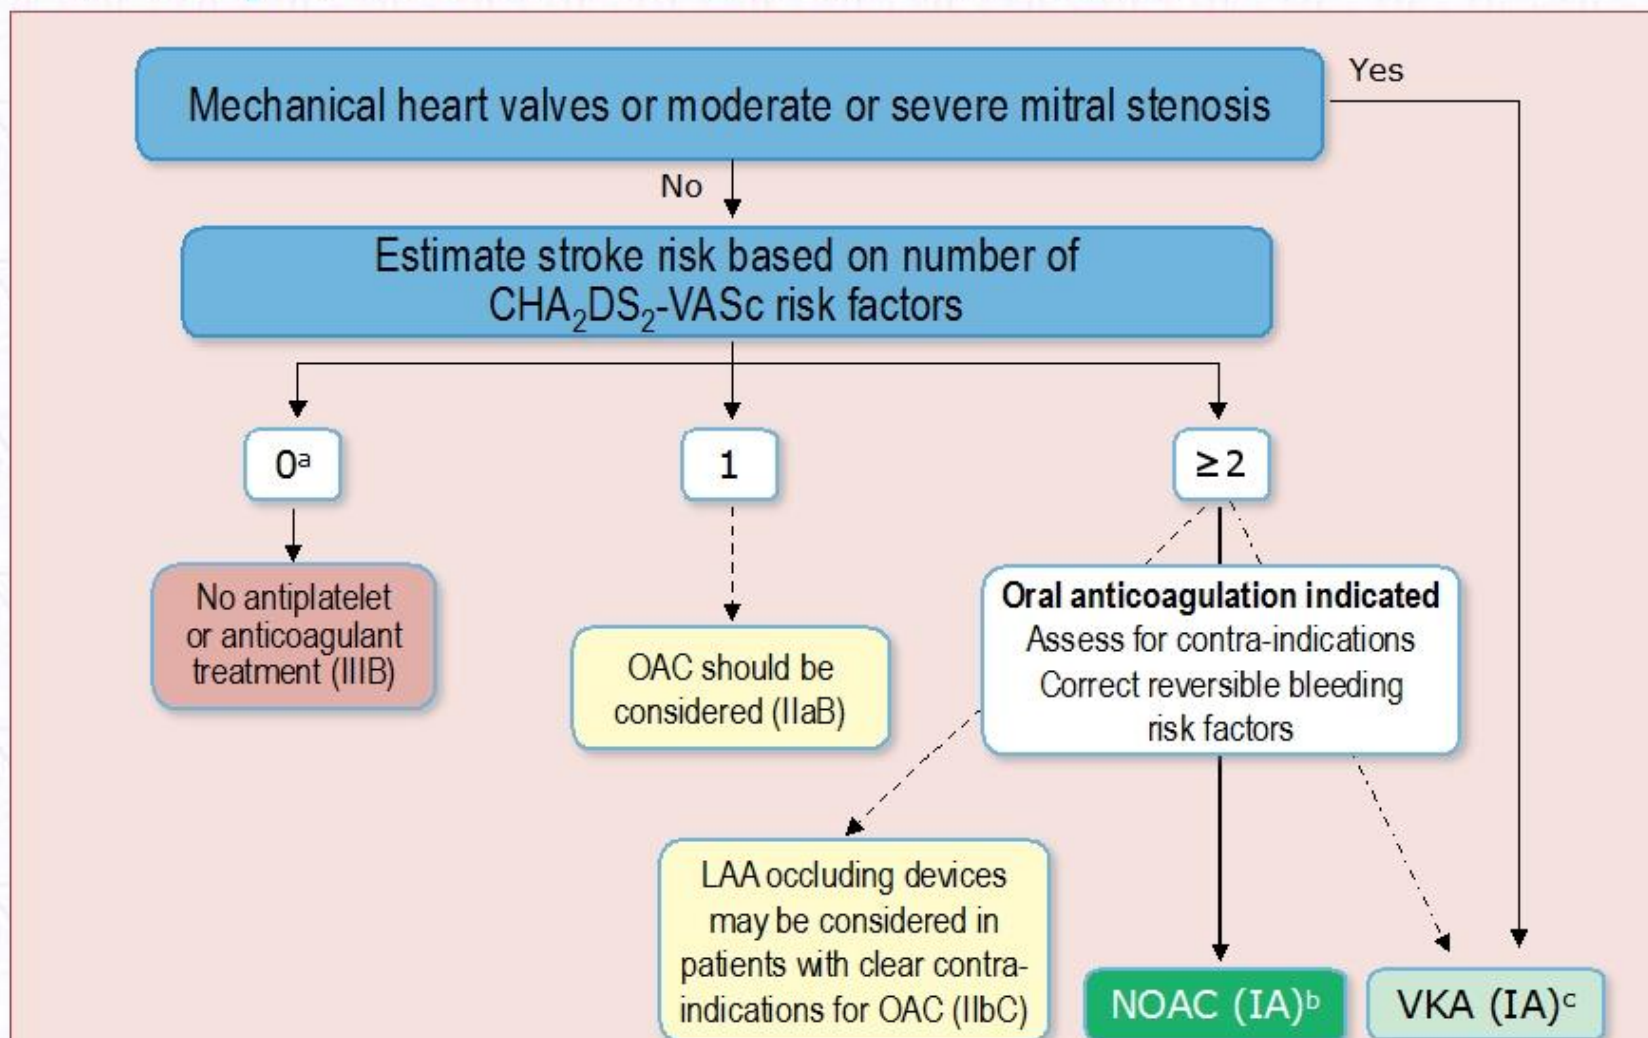 Mechanical heart valves or moderate or severe mitral stenosis
Yes
No
Estimate stroke risk based on number of
CHA₂DS₂-VASc risk factors
0ᵃ
1
≥ 2
No antiplatelet
or anticoagulant
treatment (IIIB)
OAC should be
considered (IIaB)
Oral anticoagulation indicated
Assess for contra-indications
Correct reversible bleeding
risk factors
LAA occluding devices
may be considered in
patients with clear contra-
indications for OAC (IIbC)
NOAC (IA)ᵇ
VKA (IA)ᶜ